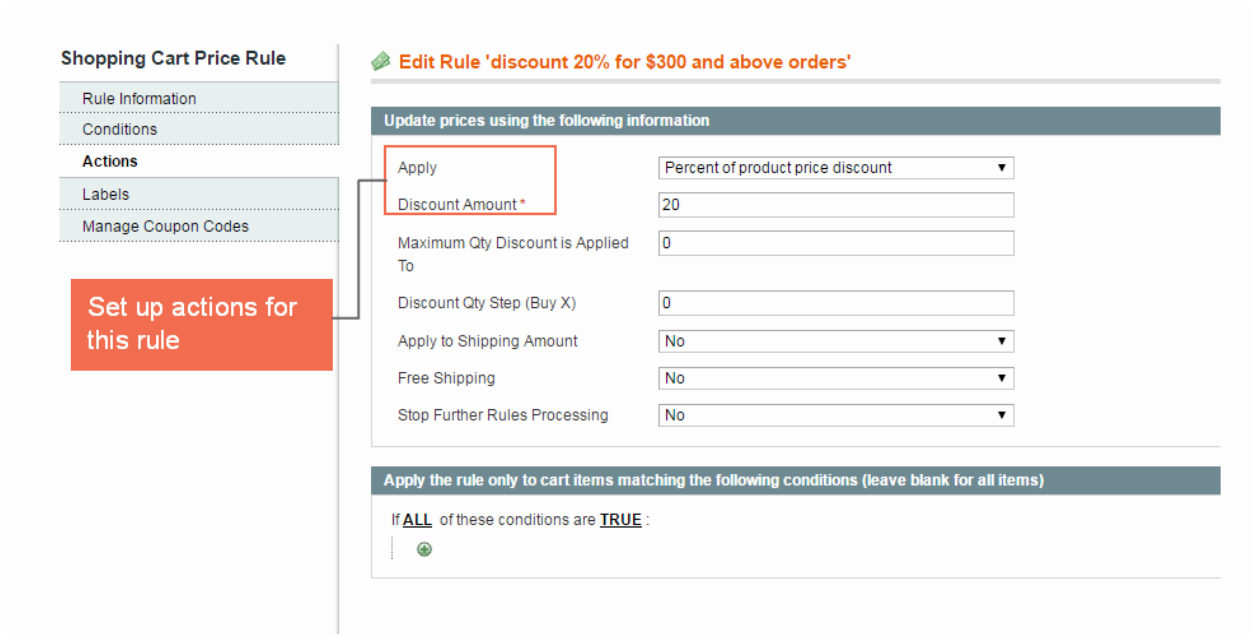 Shopping Cart Price Rule
Rule Information
Conditions
Actions
Labels
Manage Coupon Codes
Set up actions for
this rule
Edit Rule 'discount 20% for $300 and above orders'
Update prices using the following information
Apply
Percent of product price discount
Discount Amount *
20
Maximum Qty Discount is Applied
To
0
Discount Qty Step (Buy X)
0
Apply to Shipping Amount
No
Free Shipping
No
Stop Further Rules Processing
No
Apply the rule only to cart items matching the following conditions (leave blank for all items)
If ALL of these conditions are TRUE :